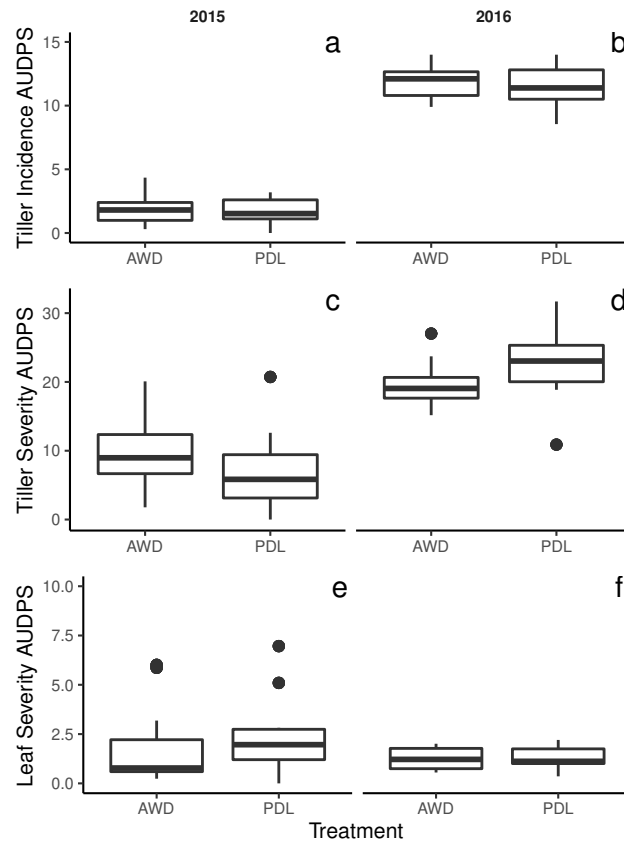 2015 2016
a b
Tiller Incidence AUDPS
15
10
5
0
AWD PDL AWD PDL
c d
Tiller Severity AUDPS
30
20
10
0
AWD PDL AWD PDL
e f
Leaf Severity AUDPS
10.0
7.5
2.5
0.0
AWD PDL AWD PDL
Treatment